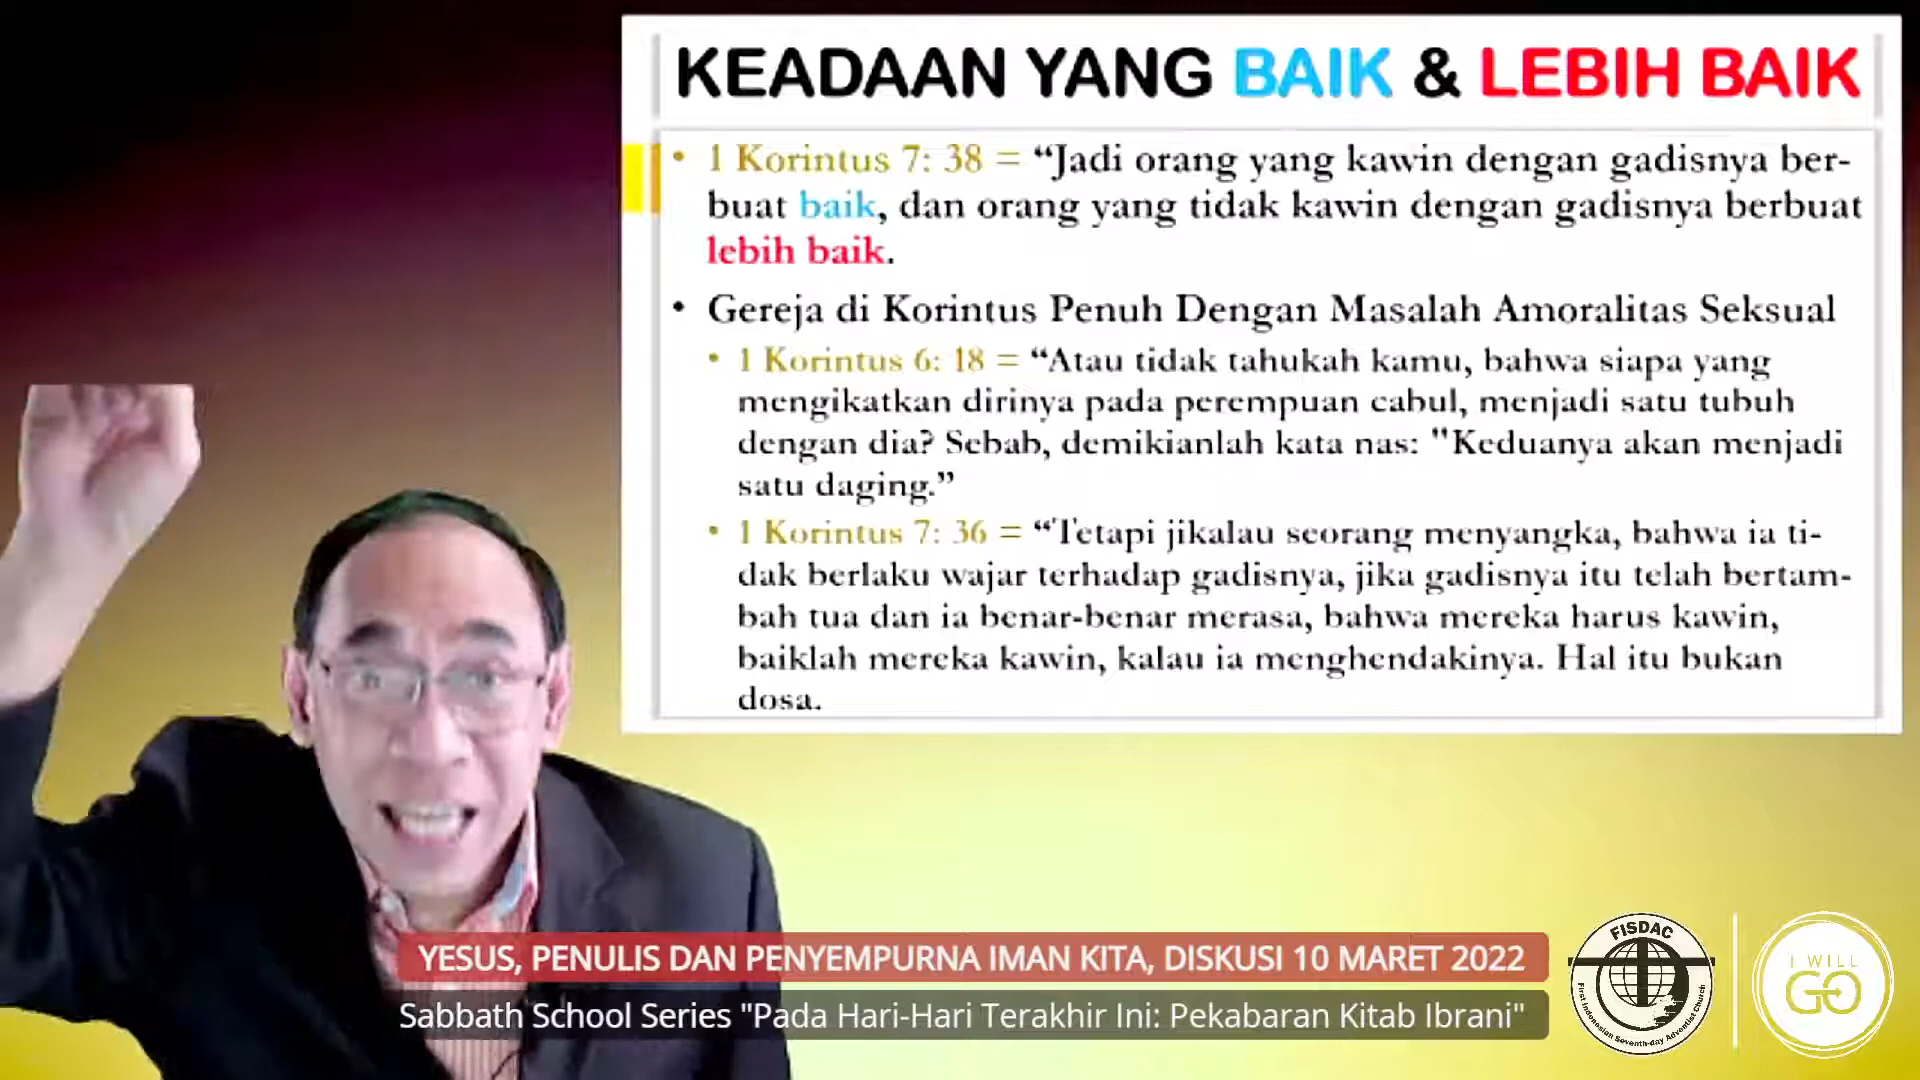 KEADAAN YANG BAIK & LEBIH BAIK
• 1 Korintus 7: 38 = “Jadi orang yang kawin dengan gadisnya ber-
buat baik, dan orang yang tidak kawin dengan gadisnya berbuat
lebih baik.
• Gereja di Korintus Penuh Dengan Masalah Amoralitas Seksual
• 1 Korintus 6: 18 = “Atau tidak tahukah kamu, bahwa siapa yang
mengikatkan dirinya pada perempuan cabul, menjadi satu tubuh
dengan dia? Sebab, demikianlah kata nas: "Keduanya akan menjadi
satu daging.”
• 1 Korintus 7: 36 = “Tetapi jikalau seorang menyangka, bahwa ia ti-
dak berlaku wajar terhadap gadisnya, jika gadisnya itu telah bertam-
bah tua dan ia benar-benar merasa, bahwa mereka harus kawin,
baiklah mereka kawin, kalau ia menghendakinya. Hal itu bukan
dosa.
YESUS, PENULIS DAN PENYEMPURNA IMAN KITA, DISKUSI 10 MARET 2022
Sabbath School Series "Pada Hari-Hari Terakhir Ini: Pekabaran Kitab Ibrani"
FISDAC
First Indonesian Seventh-day Adventist Church
I WILL
GO